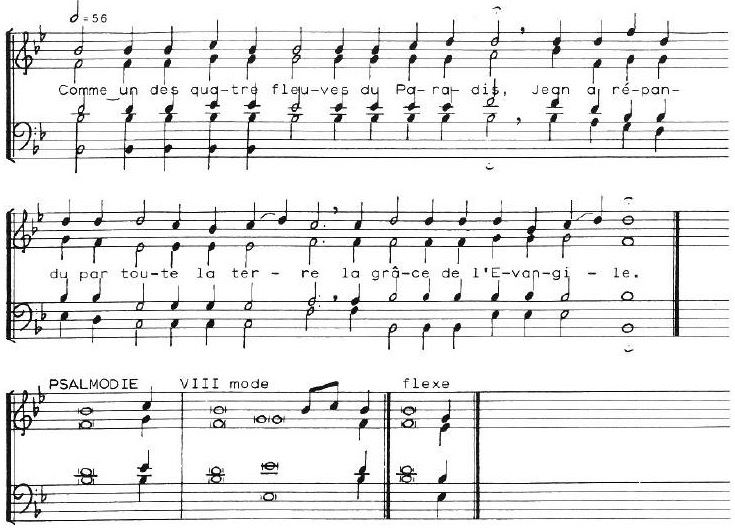 = 56
Comme un des qua-tre fleu-ves du Pa-ra-dis, Jean a ré-pan-
du par tou-te la ter - re la grâ-ce de l'E-van-gi - le.
PSALMODIE VIII mode flexe